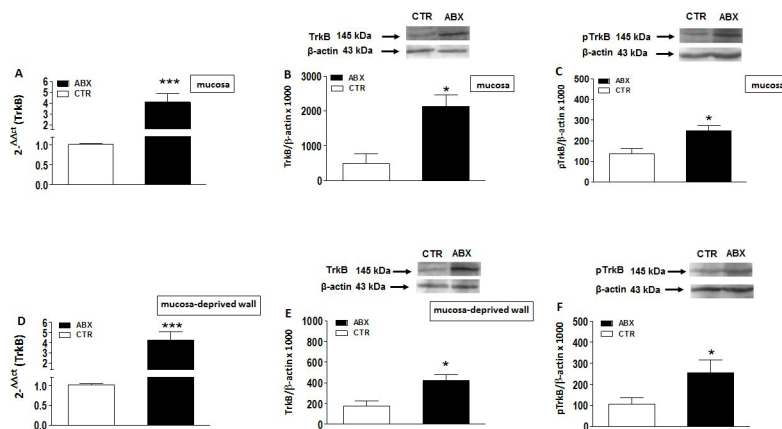 CTR ABX
TrkB 145 kDa
β-actin 43 kDa
CTR ABX
pTrkB 145 kDa
β-actin 43 kDa
A
ABX
CTR
***
mucosa
2-ΔΔct (TrkB)
6
5
4
3
2
1.0
0.5
0.0
B
ABX
CTR
*
mucosa
TrkB/β-actin x 1000
3000
2000
1000
0
C
ABX
CTR
*
mucosa
pTrkB/β-actin x 1000
500
400
300
200
100
0
CTR ABX
TrkB 145 kDa
β-actin 43 kDa
CTR ABX
pTrkB 145 kDa
β-actin 43 kDa
D
ABX
CTR
***
mucosa-deprived wall
2-ΔΔct (TrkB)
6
5
4
3
2
1.0
0.5
0.0
E
ABX
CTR
*
mucosa-deprived wall
TrkB/β-actin x 1000
1000
800
600
400
200
0
F
ABX
CTR
*
pTrkB/β-actin x 1000
500
400
300
200
100
0